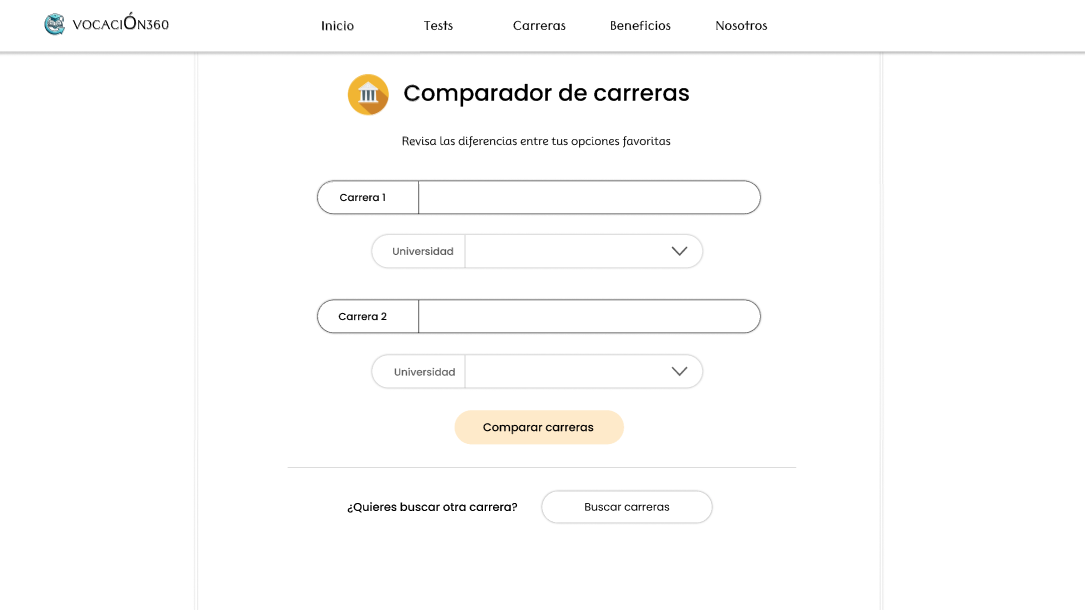 VOCACIÓN360
Inicio Tests Carreras Beneficios Nosotros
Comparador de carreras
Revisa las diferencias entre tus opciones favoritas
Carrera 1
Universidad
Carrera 2
Universidad
Comparar carreras
¿Quieres buscar otra carrera? Buscar carreras